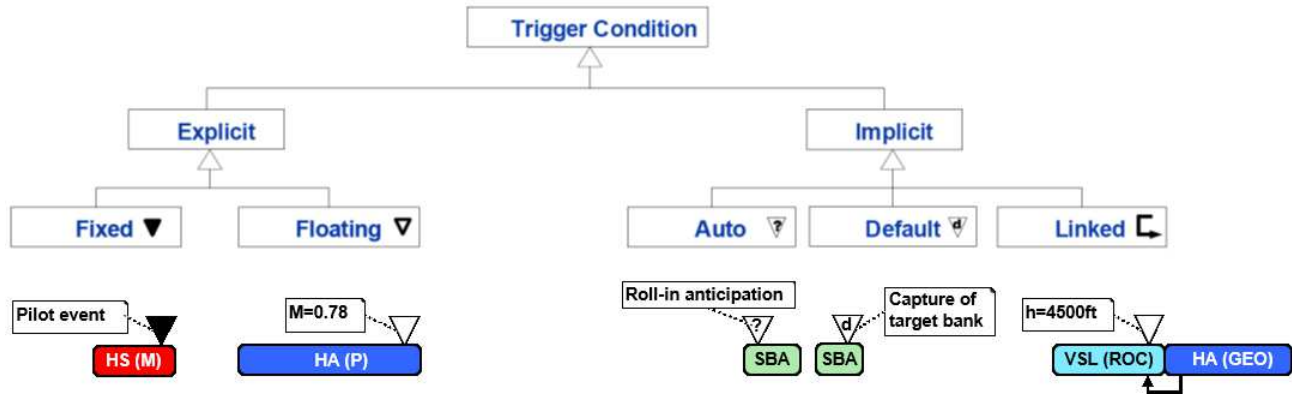 Trigger Condition
Explicit
Implicit
Fixed
Floating
Auto ?
Default d
Linked
Pilot event
M=0.78
Roll-in anticipation
Capture of
target bank
h=4500ft
?
d
HS (M)
HA (P)
SBA
SBA
VSL (ROC)
HA (GEO)